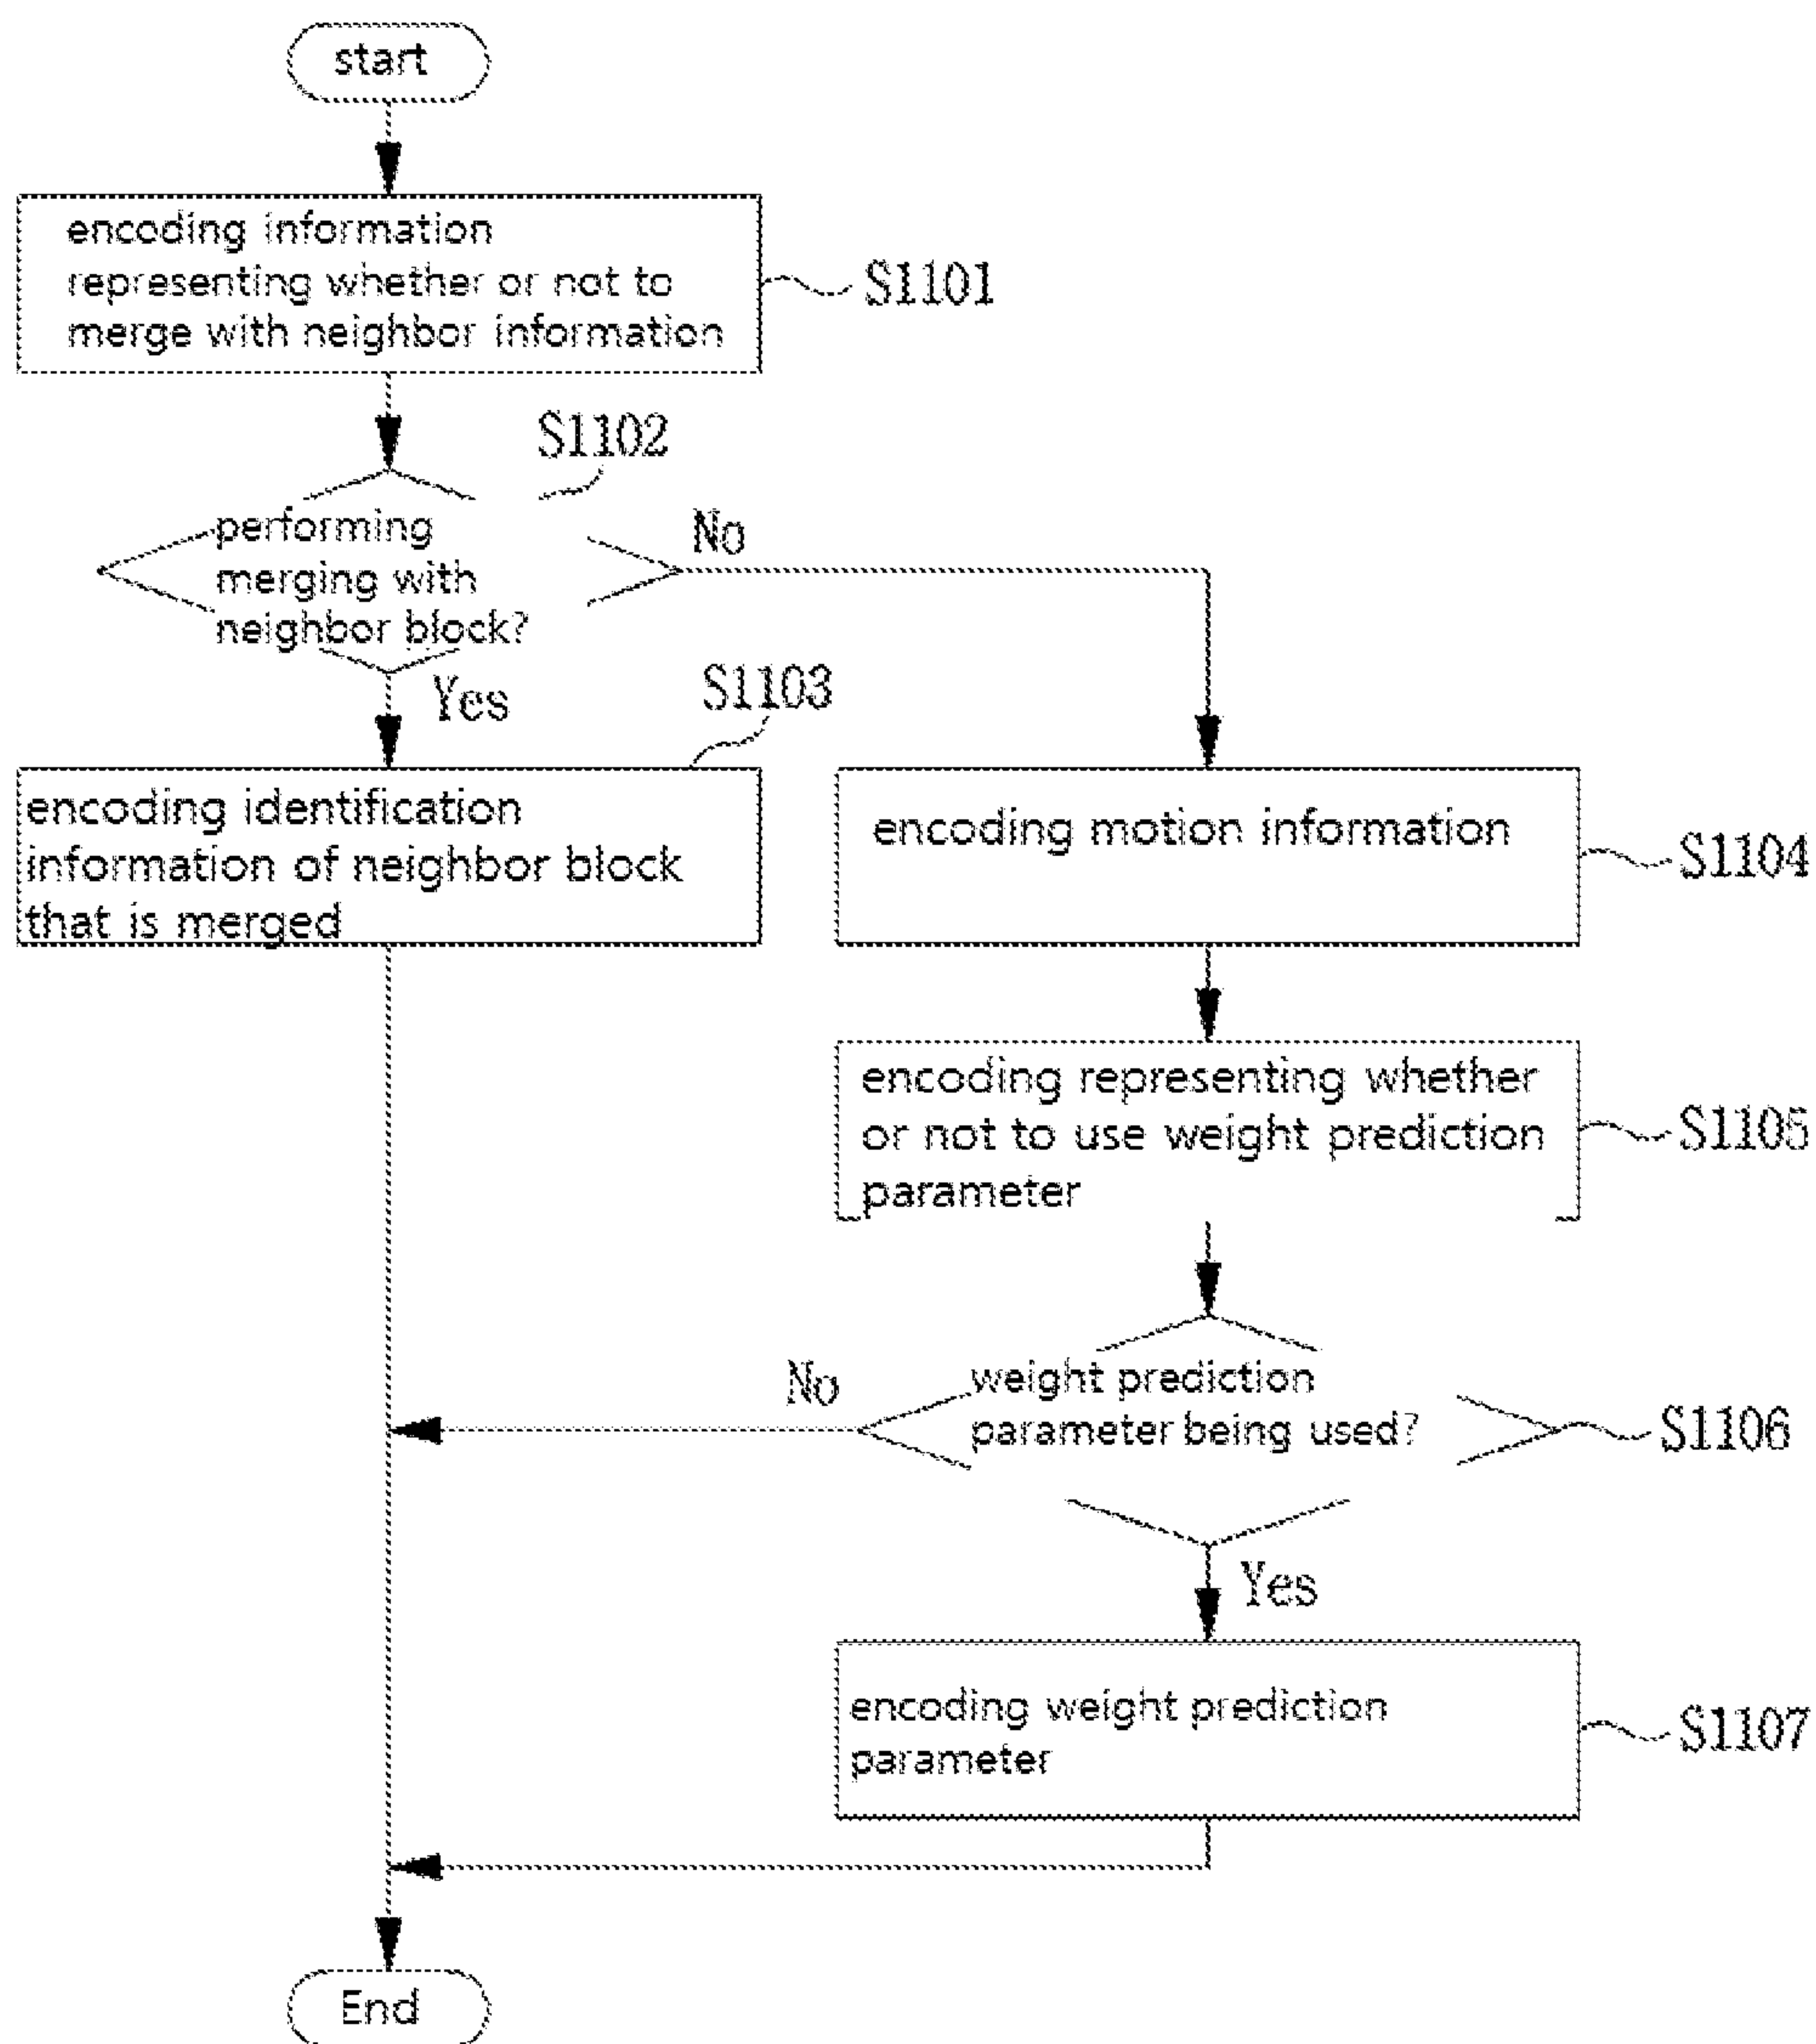 start
encoding information
representing whether or not to
merge with neighbor information
S1101
S1102
performing
merging with
neighbor block?
No
Yes
S1103
encoding identification
information of neighbor block
that is merged
encoding motion information
S1104
encoding representing whether
or not to use weight prediction
parameter
S1105
weight prediction
parameter being used?
No
S1106
Yes
encoding weight prediction
parameter
S1107
End